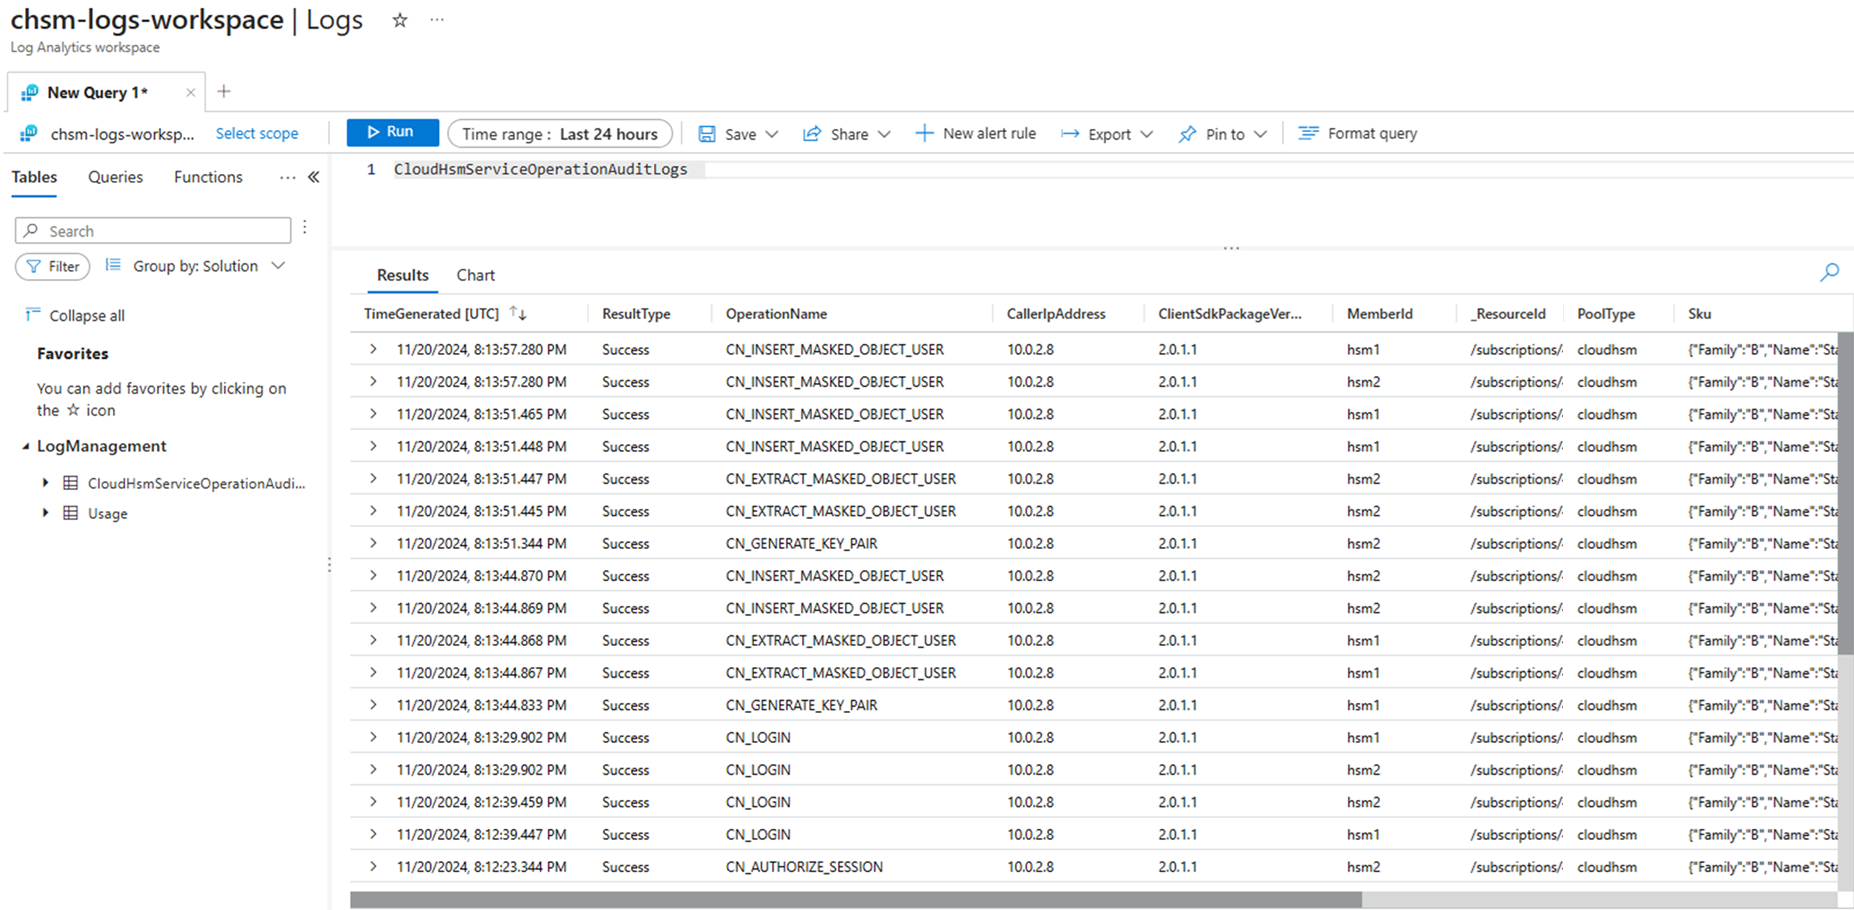 chsm-logs-workspace | Logs
Log Analytics workspace
New Query 1*
chsm-logs-worksp... Select scope Run Time range : Last 24 hours Save Share New alert rule Export Pin to Format query
Tables Queries Functions
1 CloudHsmServiceOperationAuditLogs
Search
Filter Group by: Solution
Collapse all
Favorites
You can add favorites by clicking on
the icon
LogManagement
CloudHsmServiceOperationAudi...
Usage
Results Chart
TimeGenerated [UTC] ResultType OperationName CallerIpAddress ClientSdkPackageVer... MemberId _ResourceId PoolType Sku
11/20/2024, 8:13:57.280 PM Success CN_INSERT_MASKED_OBJECT_USER 10.0.2.8 2.0.1.1 hsm1 /subscriptions/ cloudhsm {"Family":"B","Name":"Sta
11/20/2024, 8:13:57.280 PM Success CN_INSERT_MASKED_OBJECT_USER 10.0.2.8 2.0.1.1 hsm2 /subscriptions/ cloudhsm {"Family":"B","Name":"Sta
11/20/2024, 8:13:51.465 PM Success CN_INSERT_MASKED_OBJECT_USER 10.0.2.8 2.0.1.1 hsm1 /subscriptions/ cloudhsm {"Family":"B","Name":"Sta
11/20/2024, 8:13:51.448 PM Success CN_INSERT_MASKED_OBJECT_USER 10.0.2.8 2.0.1.1 hsm1 /subscriptions/ cloudhsm {"Family":"B","Name":"Sta
11/20/2024, 8:13:51.447 PM Success CN_EXTRACT_MASKED_OBJECT_USER 10.0.2.8 2.0.1.1 hsm2 /subscriptions/ cloudhsm {"Family":"B","Name":"Sta
11/20/2024, 8:13:51.445 PM Success CN_EXTRACT_MASKED_OBJECT_USER 10.0.2.8 2.0.1.1 hsm2 /subscriptions/ cloudhsm {"Family":"B","Name":"Sta
11/20/2024, 8:13:51.344 PM Success CN_GENERATE_KEY_PAIR 10.0.2.8 2.0.1.1 hsm2 /subscriptions/ cloudhsm {"Family":"B","Name":"Sta
11/20/2024, 8:13:44.870 PM Success CN_INSERT_MASKED_OBJECT_USER 10.0.2.8 2.0.1.1 hsm2 /subscriptions/ cloudhsm {"Family":"B","Name":"Sta
11/20/2024, 8:13:44.869 PM Success CN_INSERT_MASKED_OBJECT_USER 10.0.2.8 2.0.1.1 hsm2 /subscriptions/ cloudhsm {"Family":"B","Name":"Sta
11/20/2024, 8:13:44.868 PM Success CN_EXTRACT_MASKED_OBJECT_USER 10.0.2.8 2.0.1.1 hsm1 /subscriptions/ cloudhsm {"Family":"B","Name":"Sta
11/20/2024, 8:13:44.867 PM Success CN_EXTRACT_MASKED_OBJECT_USER 10.0.2.8 2.0.1.1 hsm1 /subscriptions/ cloudhsm {"Family":"B","Name":"Sta
11/20/2024, 8:13:44.833 PM Success CN_GENERATE_KEY_PAIR 10.0.2.8 2.0.1.1 hsm1 /subscriptions/ cloudhsm {"Family":"B","Name":"Sta
11/20/2024, 8:13:29.902 PM Success CN_LOGIN 10.0.2.8 2.0.1.1 hsm1 /subscriptions/ cloudhsm {"Family":"B","Name":"Sta
11/20/2024, 8:13:29.902 PM Success CN_LOGIN 10.0.2.8 2.0.1.1 hsm2 /subscriptions/ cloudhsm {"Family":"B","Name":"Sta
11/20/2024, 8:12:39.459 PM Success CN_LOGIN 10.0.2.8 2.0.1.1 hsm2 /subscriptions/ cloudhsm {"Family":"B","Name":"Sta
11/20/2024, 8:12:39.447 PM Success CN_LOGIN 10.0.2.8 2.0.1.1 hsm1 /subscriptions/ cloudhsm {"Family":"B","Name":"Sta
11/20/2024, 8:12:23.344 PM Success CN_AUTHORIZE_SESSION 10.0.2.8 2.0.1.1 hsm2 /subscriptions/ cloudhsm {"Family":"B","Name":"Sta